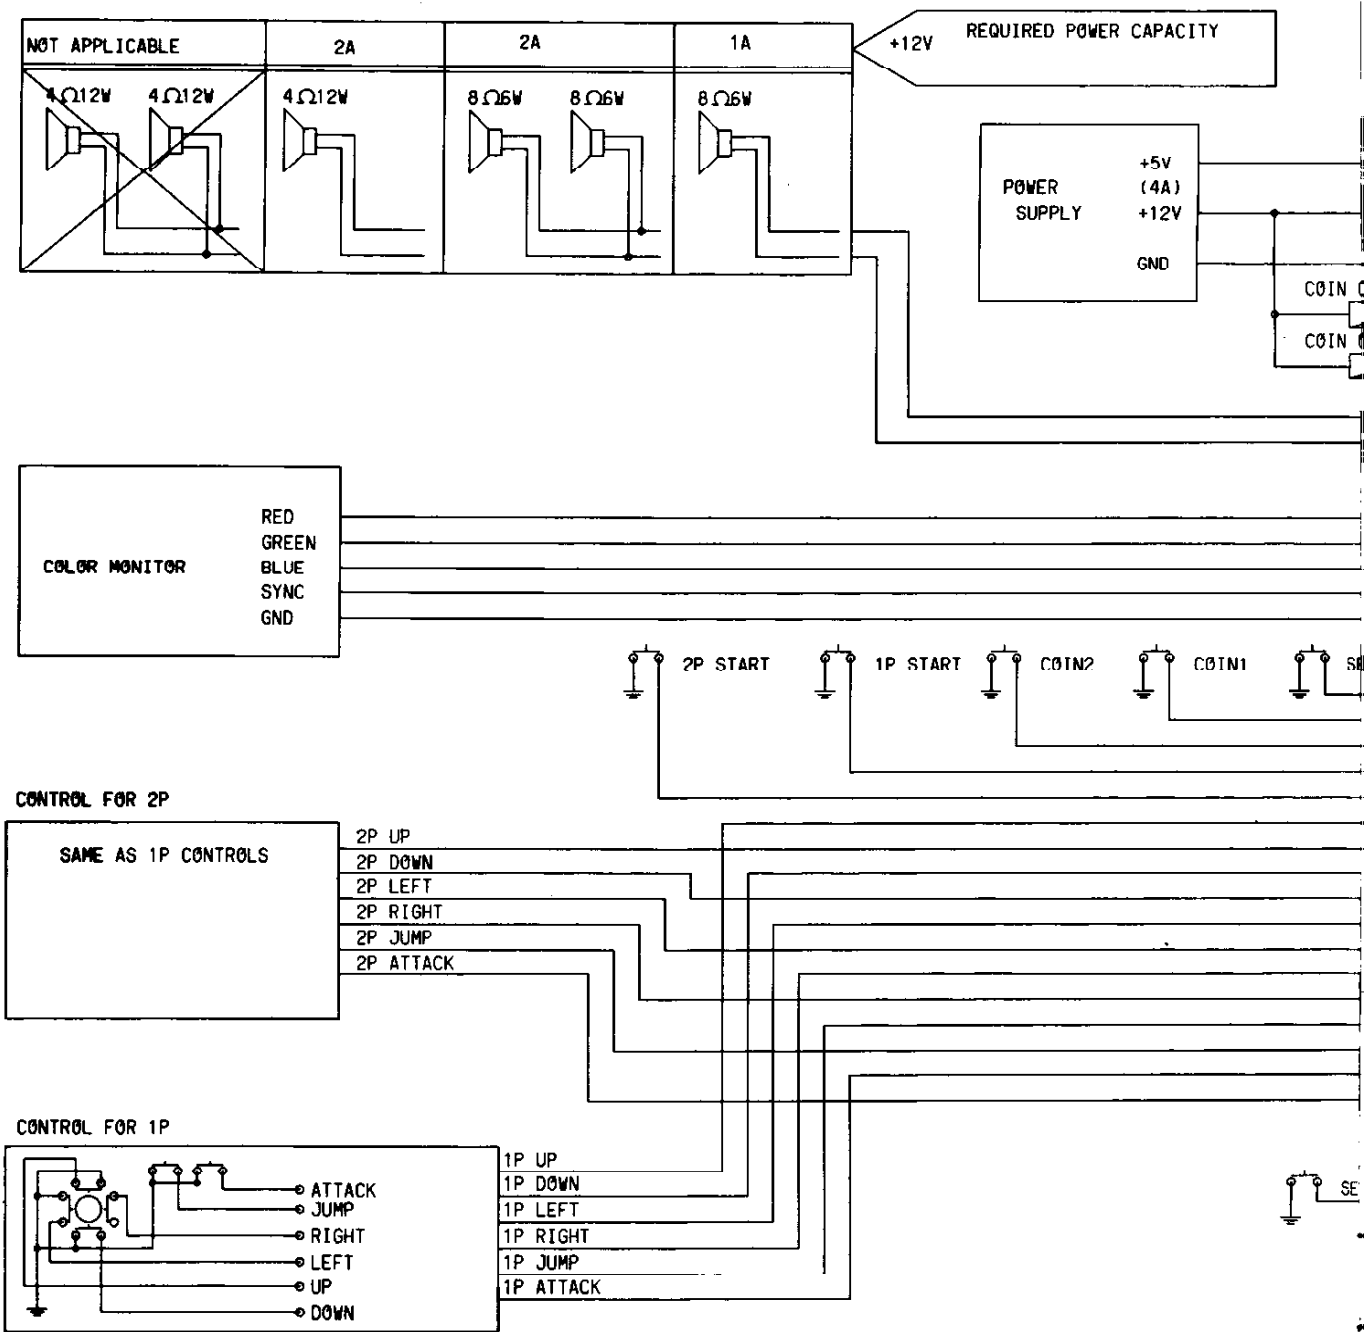 NOT APPLICABLE
2A
2A
1A
+12V
REQUIRED POWER CAPACITY
4Ω12W
4Ω12W
4Ω12W
8Ω6W
8Ω6W
8Ω6W
POWER
SUPPLY
+5V
(4A)
+12V
GND
COIN
COIN
COLOR MONITOR
RED
GREEN
BLUE
SYNC
GND
2P START
1P START
COIN2
COIN1
CONTROL FOR 2P
SAME AS 1P CONTROLS
2P UP
2P DOWN
2P LEFT
2P RIGHT
2P JUMP
2P ATTACK
CONTROL FOR 1P
ATTACK
JUMP
RIGHT
LEFT
UP
DOWN
1P UP
1P DOWN
1P LEFT
1P RIGHT
1P JUMP
1P ATTACK
SE